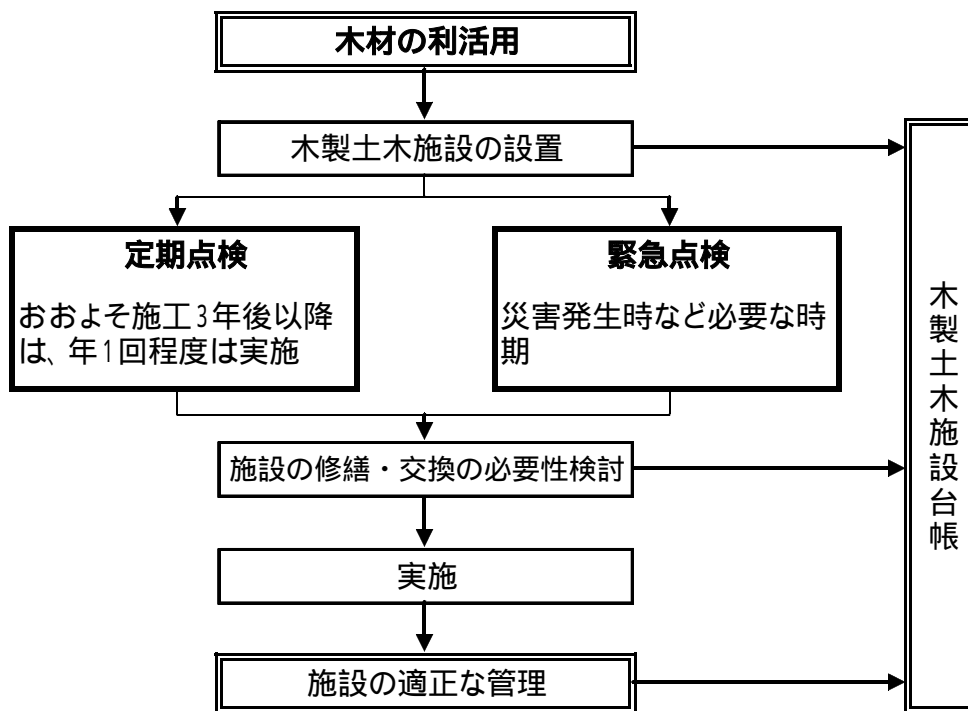 木材の利活用
木製土木施設の設置
定期点検
おおよそ施工3年後以降
は、年1回程度は実施
緊急点検
災害発生時など必要な時
期
施設の修繕・交換の必要性検討
実施
施設の適正な管理
木製土木施設台帳